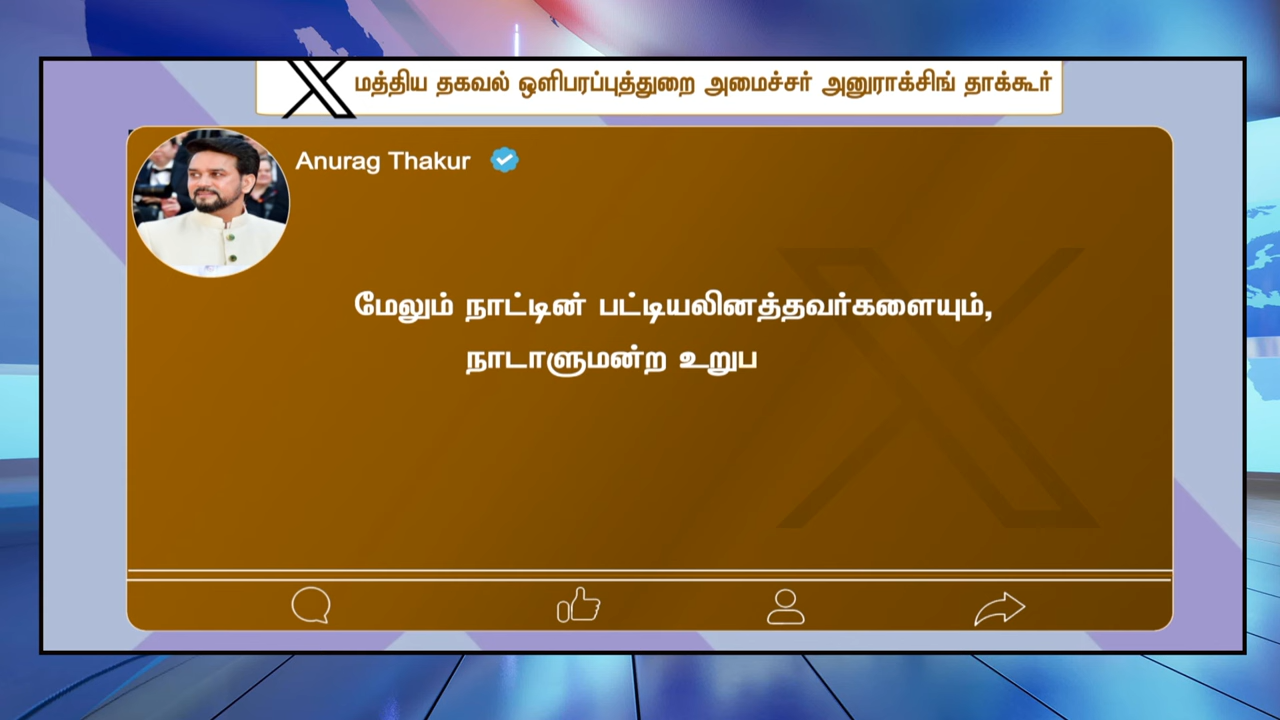 மத்திய தகவல் ஒளிபரப்புத்துறை அமைச்சர் அனுராக்சிங் தாக்கூர்
Anurag Thakur
மேலும் நாட்டின் பட்டியலினத்தவர்களையும்,
நாடாளுமன்ற உறுப